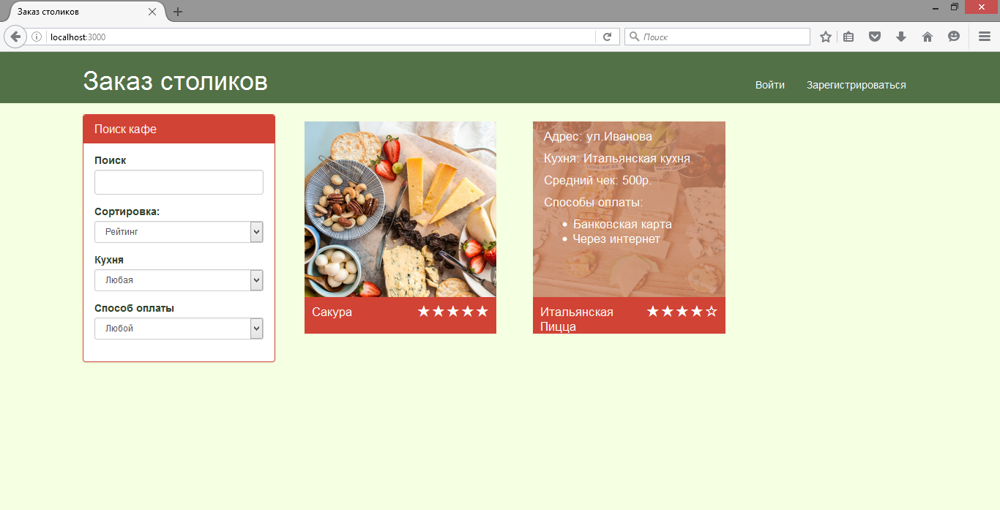 Заказ столиков
localhost:3000
Поиск
Заказ столиков
Войти
Зарегистрироваться
Поиск кафе
Поиск
Сортировка:
Рейтинг
Кухня
Любая
Способ оплаты
Любой
Сакура
★★★★★
Адрес: ул.Иванова
Кухня: Итальянская кухня
Средний чек: 500р.
Способы оплаты:
• Банковская карта
• Через интернет
Итальянская
Пицца
★★★★☆